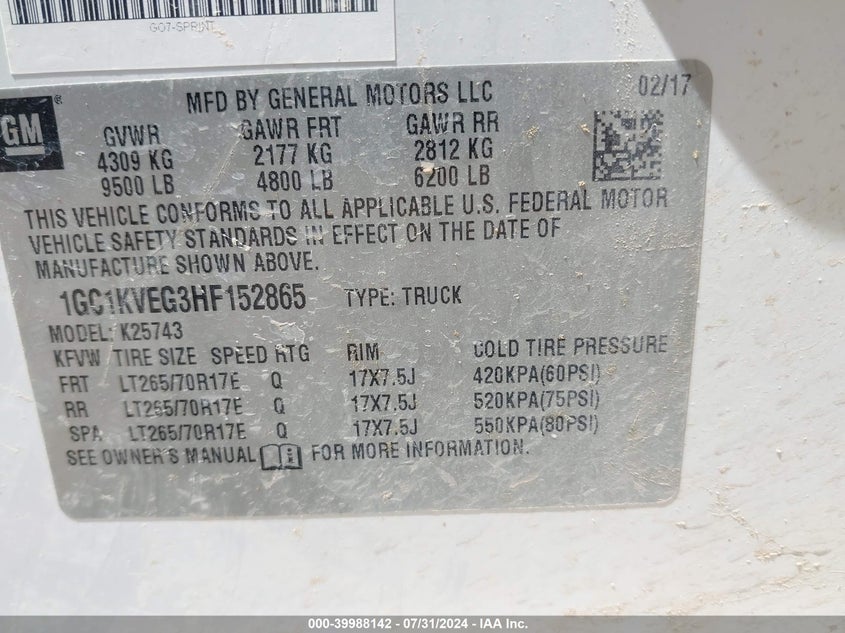 GO7-SPRINT
GM®
MFD BY GENERAL MOTORS LLC 02/17
GVWR GAWR FRT GAWR RR
4309 KG 2177 KG 2812 KG
9500 LB 4800 LB 6200 LB
THIS VEHICLE CONFORMS TO ALL APPLICABLE U.S. FEDERAL MOTOR
VEHICLE SAFETY STANDARDS IN EFFECT ON THE DATE OF
MANUFACTURE SHOWN ABOVE.
1GC1KVEG3HF152865 TYPE: TRUCK
MODEL: K25743
KFVW TIRE SIZE SPEED RTG RIM COLD TIRE PRESSURE
FRT LT265/70R17E Q 17X7.5J 420KPA(60PSI)
RR LT265/70R17E Q 17X7.5J 520KPA(75PSI)
SPA LT265/70R17E Q 17X7.5J 550KPA(80PSI)
SEE OWNER'S MANUAL FOR MORE INFORMATION.
000-39988142 - 07/31/2024 - IAA Inc.